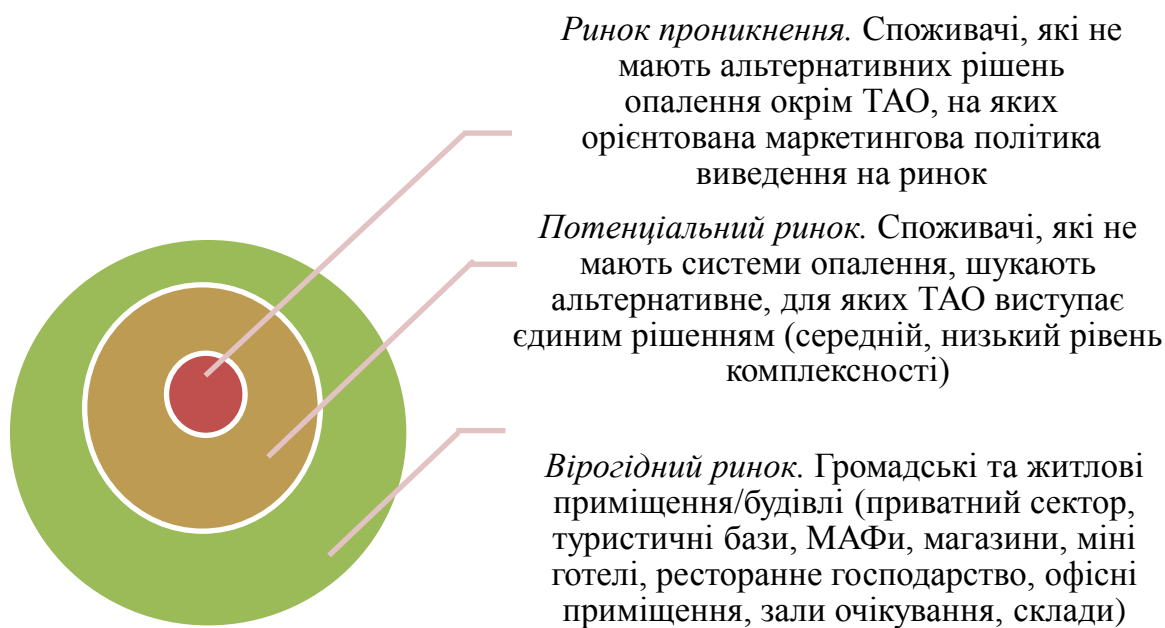 Ринок проникнення. Споживачі, які не
мають альтернативних рішень
опалення окрім ТАО, на яких
орієнтована маркетингова політика
виведення на ринок
Потенціальний ринок. Споживачі, які не
мають системи опалення, шукають
альтернативне, для яких ТАО виступає
єдиним рішенням (середній, низький рівень
комплексності)
Вірогідний ринок. Громадські та житлові
приміщення/будівлі (приватний сектор,
туристичні бази, МАФи, магазини, міні
готелі, ресторанне господарство, офісні
приміщення, зали очікування, склади)